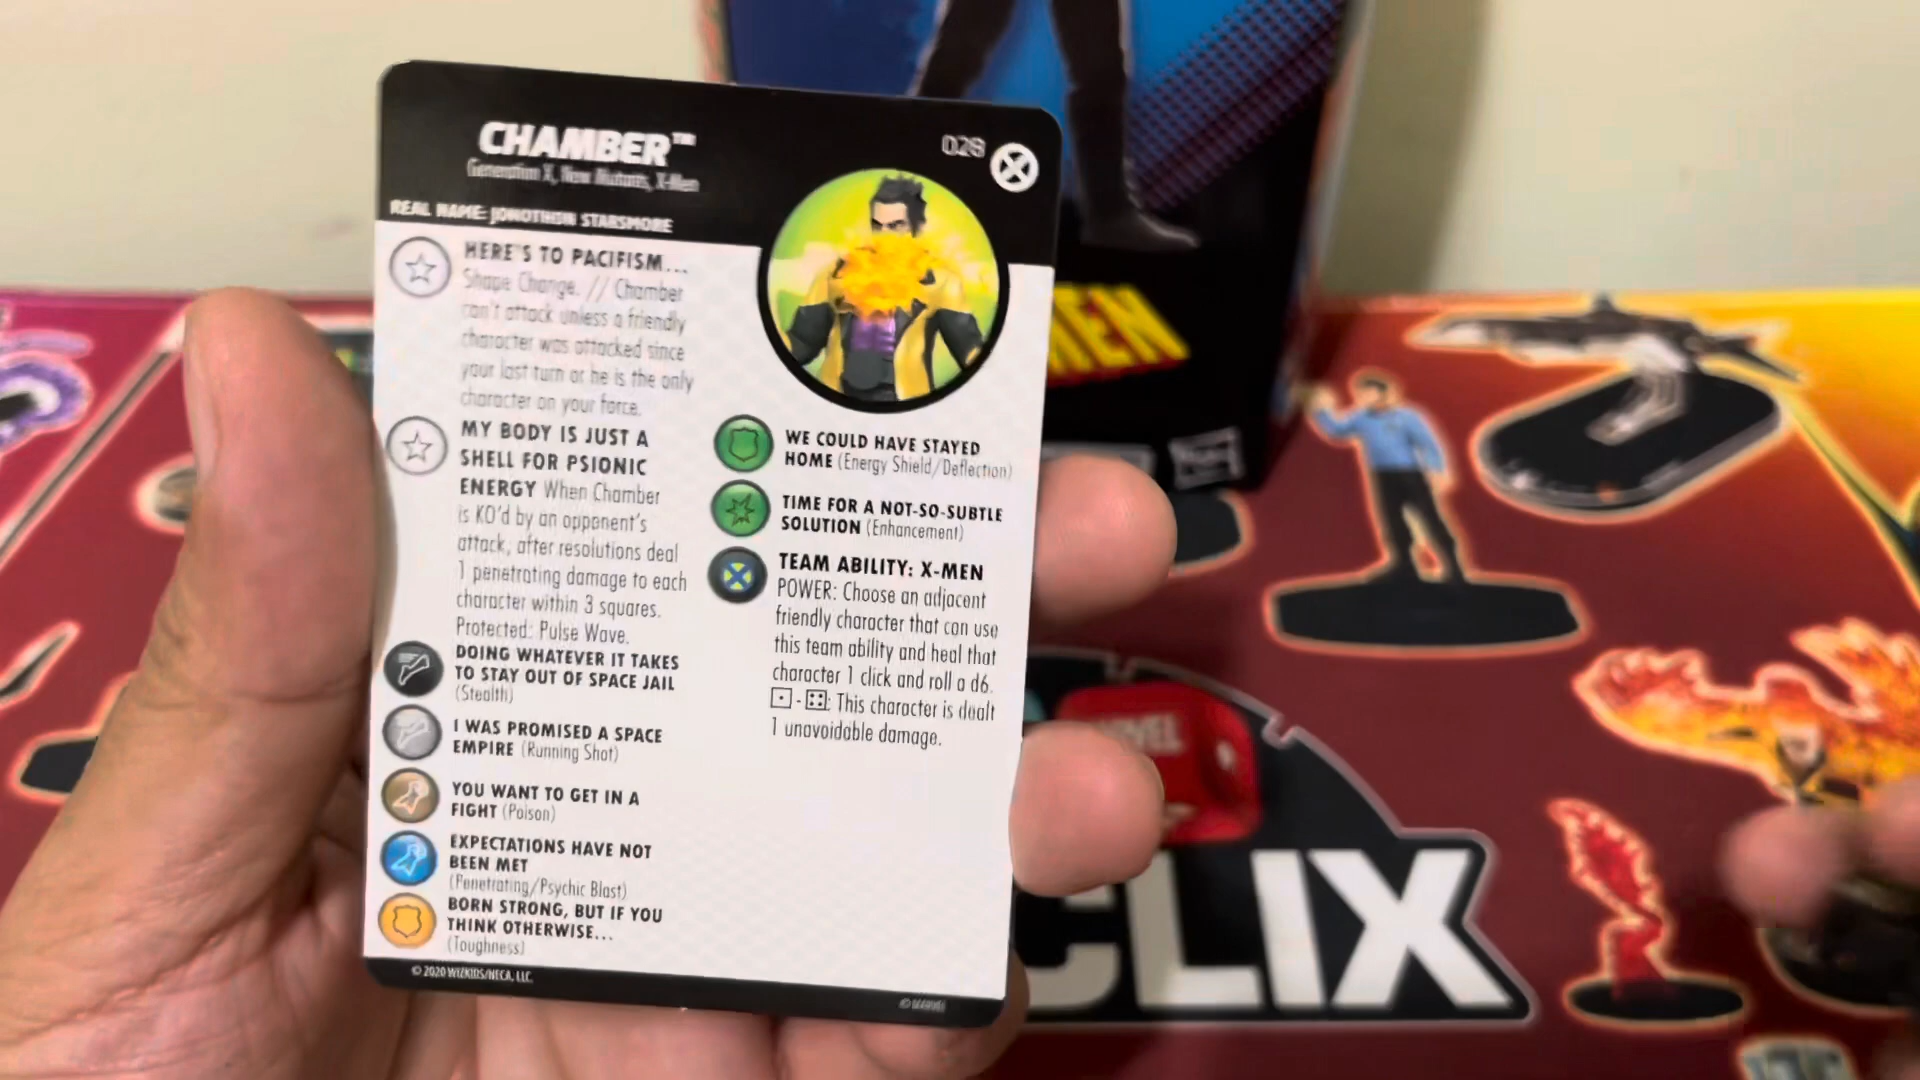 CHAMBER™
028
Generation X, New Mutants, X-Men
REAL NAME: JONOTHON STARSMORE
HERE'S TO PACIFISM...
Shape Change. // Chamber
can't attack unless a friendly
character was attacked since
your last turn or he is the only
character on your force.
MY BODY IS JUST A
SHELL FOR PSIONIC
ENERGY When Chamber
is KO'd by an opponent's
attack, after resolutions deal
1 penetrating damage to each
character within 3 squares.
Protected: Pulse Wave.
DOING WHATEVER IT TAKES
TO STAY OUT OF SPACE JAIL
(Stealth)
I WAS PROMISED A SPACE
EMPIRE (Running Shot)
YOU WANT TO GET IN A
FIGHT (Poison)
EXPECTATIONS HAVE NOT
BEEN MET
(Penetrating/Psychic Blast)
BORN STRONG, BUT IF YOU
THINK OTHERWISE...
(Toughness)
WE COULD HAVE STAYED
HOME (Energy Shield/Deflection)
TIME FOR A NOT-SO-SUBTLE
SOLUTION (Enhancement)
TEAM ABILITY: X-MEN
POWER: Choose an adjacent
friendly character that can use
this team ability and heal that
character 1 click and roll a d6.
⚀ - ⚃: This character is dealt
1 unavoidable damage.
© 2020 WIZKIDS/NECA, LLC.
© MARVEL
MEN
CLIX